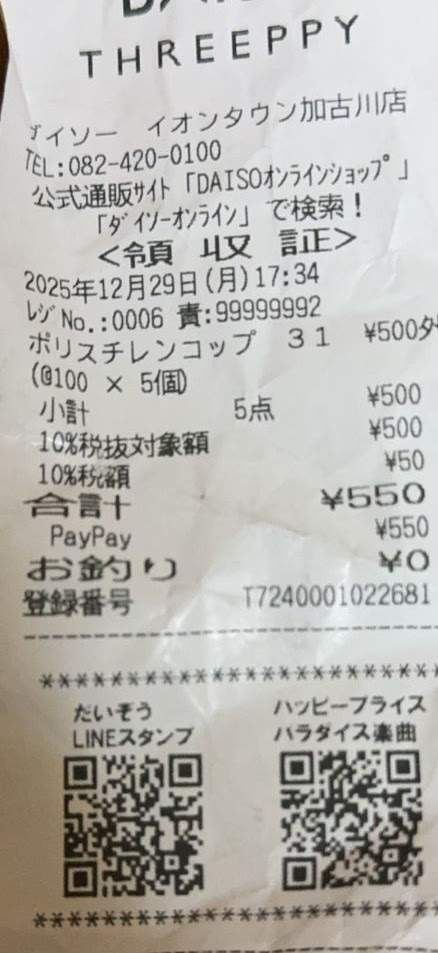 THREEPPY
ダイソー イオンタウン加古川店
TEL:082-420-0100
公式通販サイト「DAISOオンラインショップ」
「ダイソーオンライン」で検索!
<領 収 証>
2025年12月29日(月)17:34
レジNo.:0006 責:99999992
ポリスチレンコップ 31 ¥500外
(@100 × 5個)
小計 5点 ¥500
10%税抜対象額 ¥500
10%税額 ¥50
合計 ¥550
PayPay ¥550
お釣り ¥0
登録番号 T7240001022681
********************************
だいぞう ハッピープライス
LINEスタンプ パラダイス楽曲
********************************